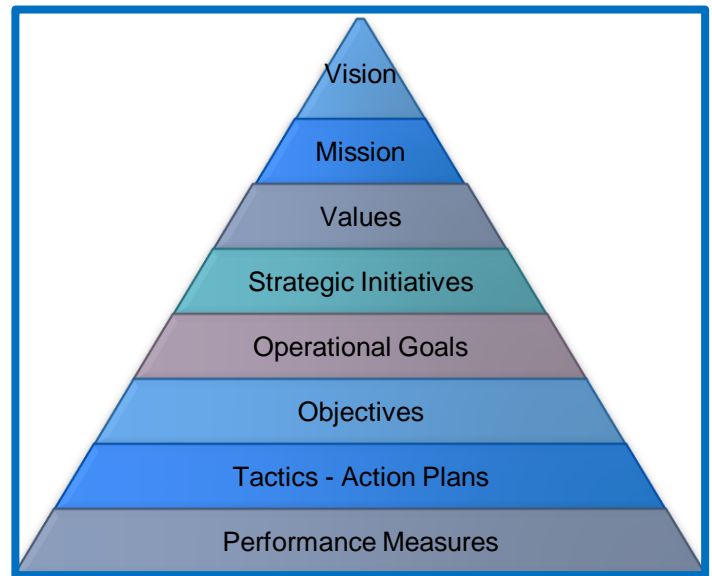 Vision
Mission
Values
Strategic Initiatives
Operational Goals
Objectives
Tactics - Action Plans
Performance Measures